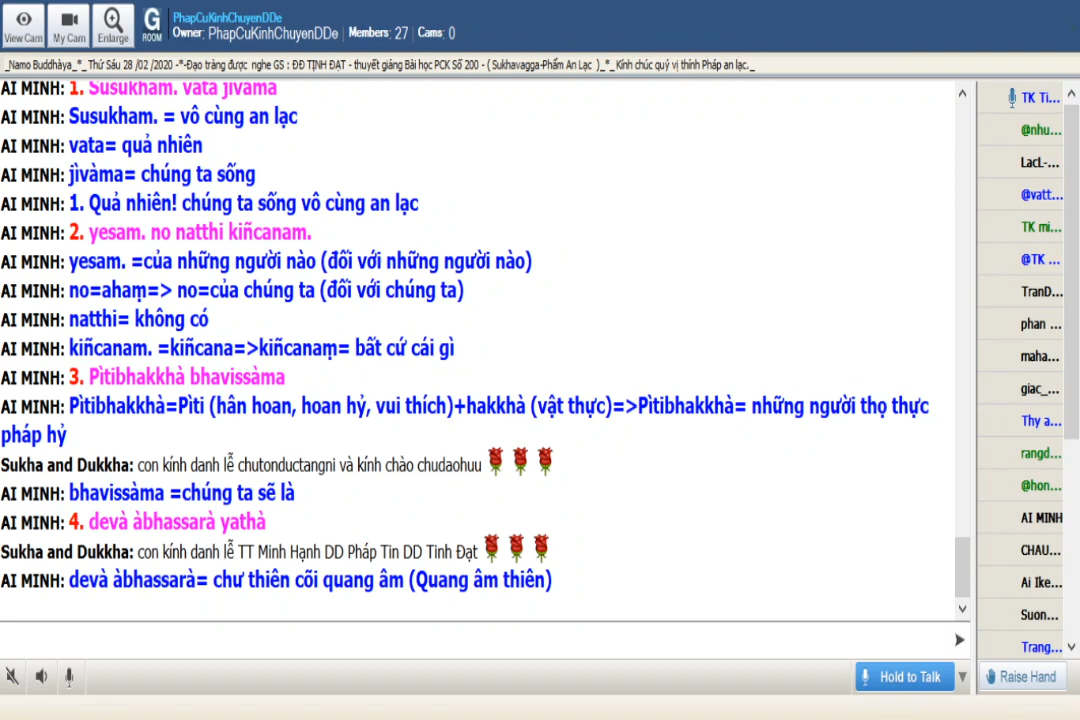 PhapCuKinhChuyenDDe
Owner: PhapCuKinhChuyenDDe | Members: 27 | Cams: 0
View Cam My Cam Enlarge G ROOM
_Namo Buddhàya_*_ Thứ Sáu 28 /02 /2020 -*-Đạo tràng được nghe GS : ĐĐ TỊNH ĐẠT - thuyết giảng Bài học PCK Số 200 - ( Sukhavagga-Phẩm An Lạc )_*_ Kính chúc quý vị thính Pháp an lạc._
AI MINH: 1. Susukham. vata jìvàma
AI MINH: Susukham. = vô cùng an lạc
AI MINH: vata= quả nhiên
AI MINH: jìvàma= chúng ta sống
AI MINH: 1. Quả nhiên! chúng ta sống vô cùng an lạc
AI MINH: 2. yesam. no natthi kiñcanam.
AI MINH: yesam. =của những người nào (đối với những người nào)
AI MINH: no=ahaṃ=> no=của chúng ta (đối với chúng ta)
AI MINH: natthi= không có
AI MINH: kiñcanam. =kiñcana=>kiñcanaṃ= bất cứ cái gì
AI MINH: 3. Pìtibhakkhà bhavissàma
AI MINH: Pìtibhakkhà=Pìti (hân hoan, hoan hỷ, vui thích)+hakkhà (vật thực)=>Pìtibhakkhà= những người thọ thực
pháp hỷ
Sukha and Dukkha: con kính danh lễ chutonductangni và kính chào chudaohuu
AI MINH: bhavissàma =chúng ta sẽ là
AI MINH: 4. devà àbhassarà yathà
Sukha and Dukkha: con kính danh lễ TT Minh Hạnh DD Pháp Tin DD Tinh Đạt
AI MINH: devà àbhassarà= chư thiên cõi quang âm (Quang âm thiên)
TK Ti...
@nhu...
LacL-...
@vatt...
TK mi...
@TK ...
TranD...
phan ...
maha...
giac_...
Thy a...
rangd...
@hon...
AI MINH
CHAU...
Ai Ike...
Suon...
Trang...
Hold to Talk
Raise Hand